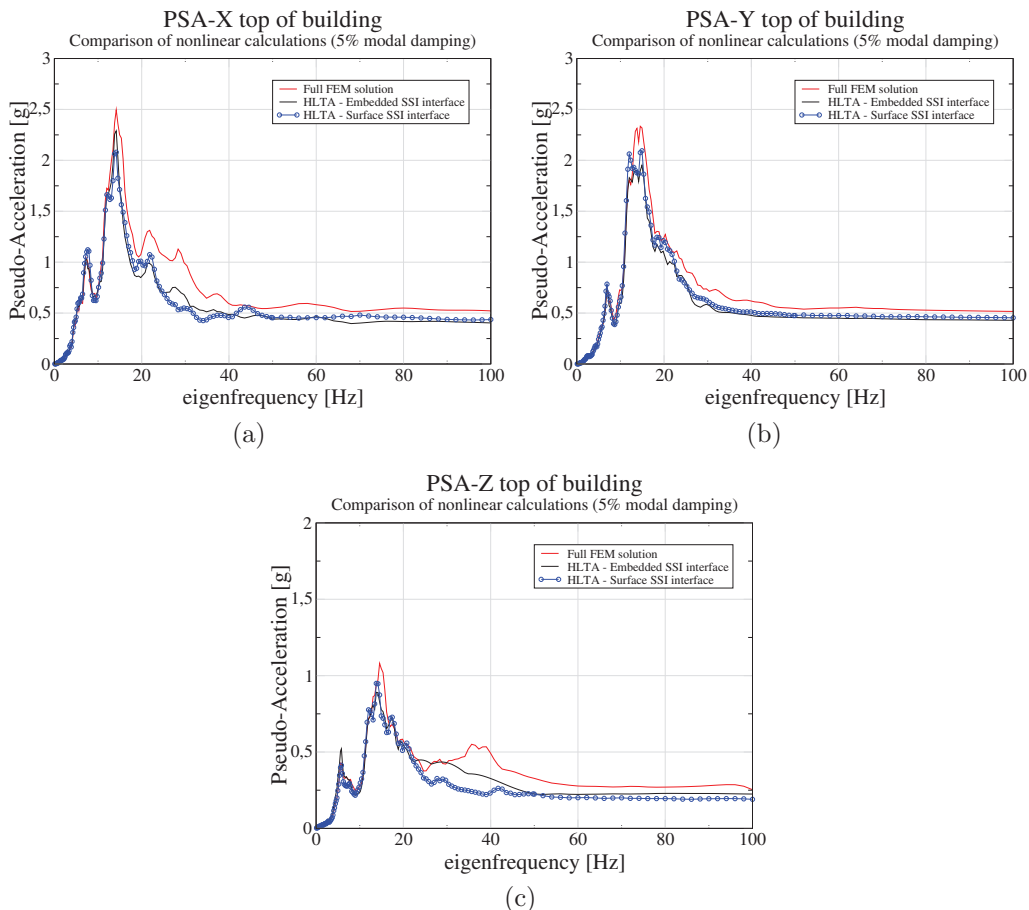 PSA-X top of building
Comparison of nonlinear calculations (5% modal damping)
3
2,5
2
1,5
1
0,5
0
Pseudo-Acceleration [g]
Full FEM solution
HLTA - Embedded SSI interface
HLTA - Surface SSI interface
0 20 40 60 80 100
eigenfrequency [Hz]
(a)
PSA-Y top of building
Comparison of nonlinear calculations (5% modal damping)
3
2,5
2
1,5
1
0,5
0
Pseudo-Acceleration [g]
Full FEM solution
HLTA - Embedded SSI interface
HLTA - Surface SSI interface
0 20 40 60 80 100
eigenfrequency [Hz]
(b)
PSA-Z top of building
Comparison of nonlinear calculations (5% modal damping)
2
1,5
1
0,5
0
Pseudo-Acceleration [g]
Full FEM solution
HLTA - Embedded SSI interface
HLTA - Surface SSI interface
0 20 40 60 80 100
eigenfrequency [Hz]
(c)